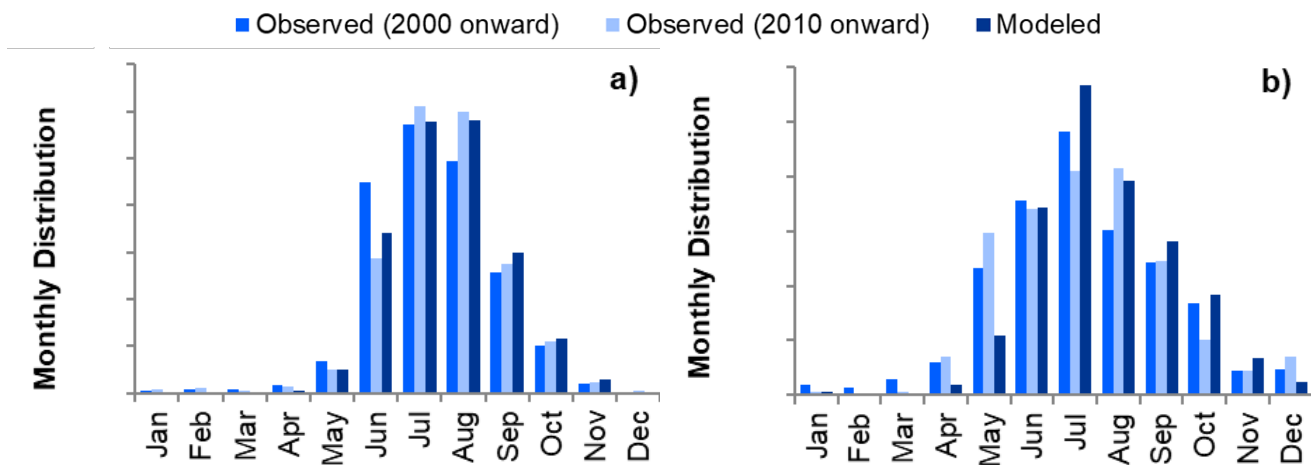 Observed (2000 onward) Observed (2010 onward) Modeled
a)
Monthly Distribution
Jan Feb Mar Apr May Jun Jul Aug Sep Oct Nov Dec
b)
Monthly Distribution
Jan Feb Mar Apr May Jun Jul Aug Sep Oct Nov Dec